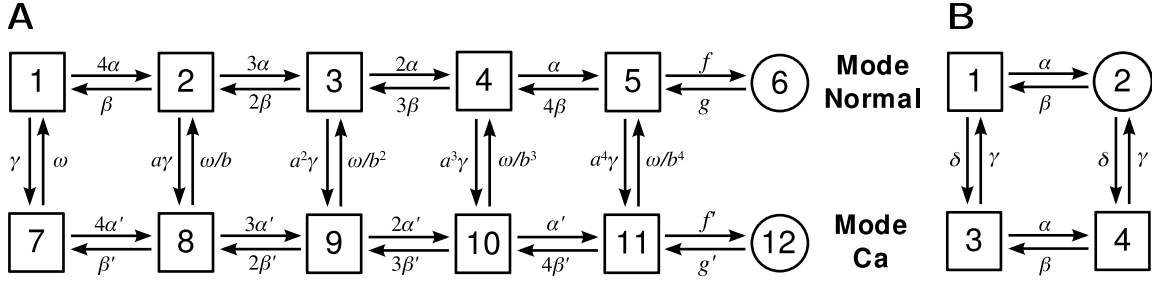 A B
4α 3α 2α α f α
1 2 3 4 5 6 Mode Normal 1 2
β 2β 3β 4β g β
γ ω aγ ω/b a²γ ω/b² a³γ ω/b³ a⁴γ ω/b⁴ δ γ δ γ
4α′ 3α′ 2α′ α′ f′ α
7 8 9 10 11 12 Mode Ca 3 4
β′ 2β′ 3β′ 4β′ g′ β